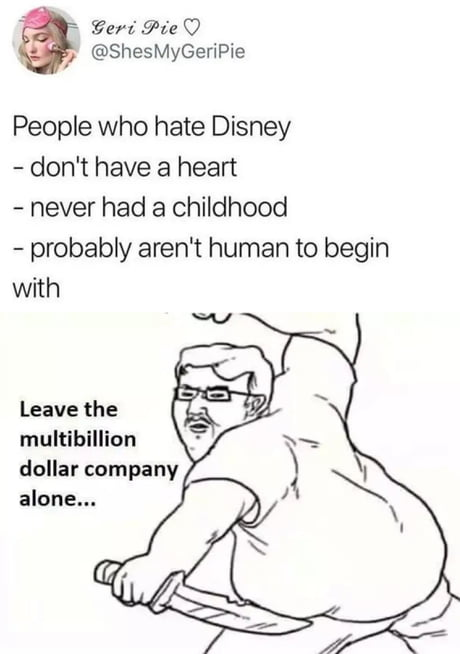 𝒢𝑒𝓇𝒾 𝒫𝒾𝑒 ♡
@ShesMyGeriPie
People who hate Disney
- don't have a heart
- never had a childhood
- probably aren't human to begin
with
Leave the
multibillion
dollar company
alone...